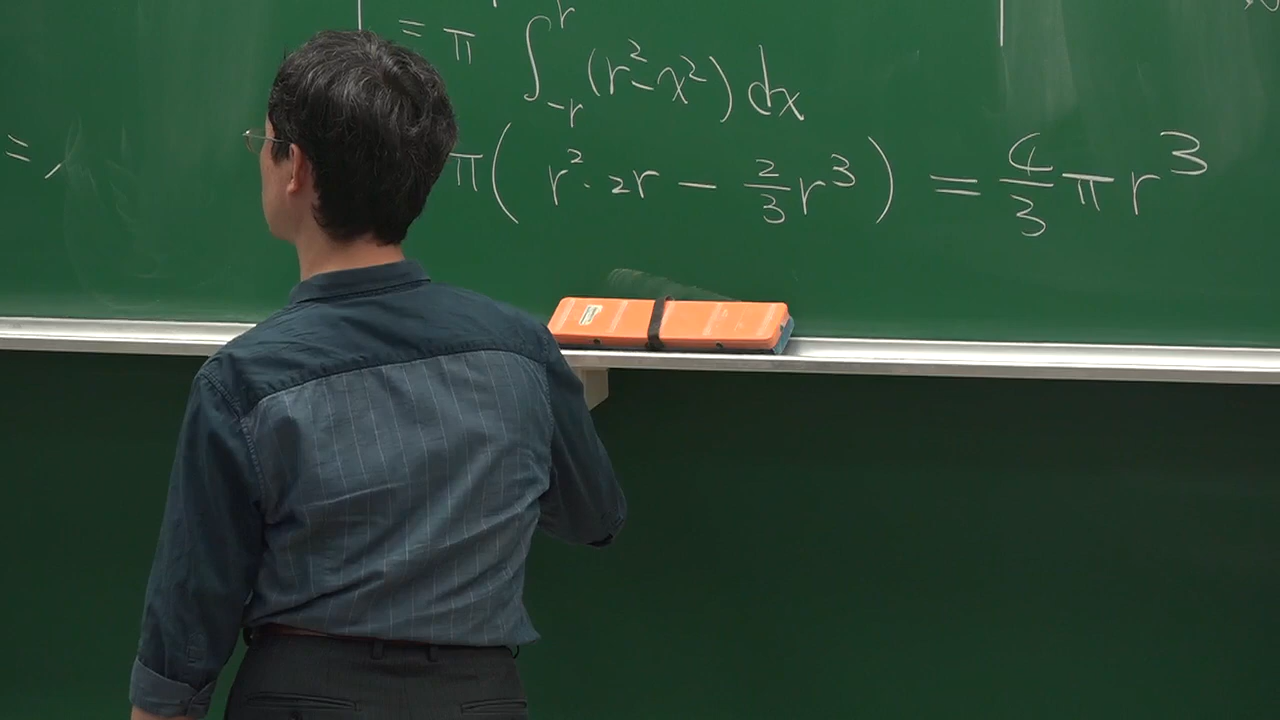 = π ∫_{-r}^{r} (r² - x²) dx
=
π( r² · 2r - 2/3 r³ ) = 4/3 π r³